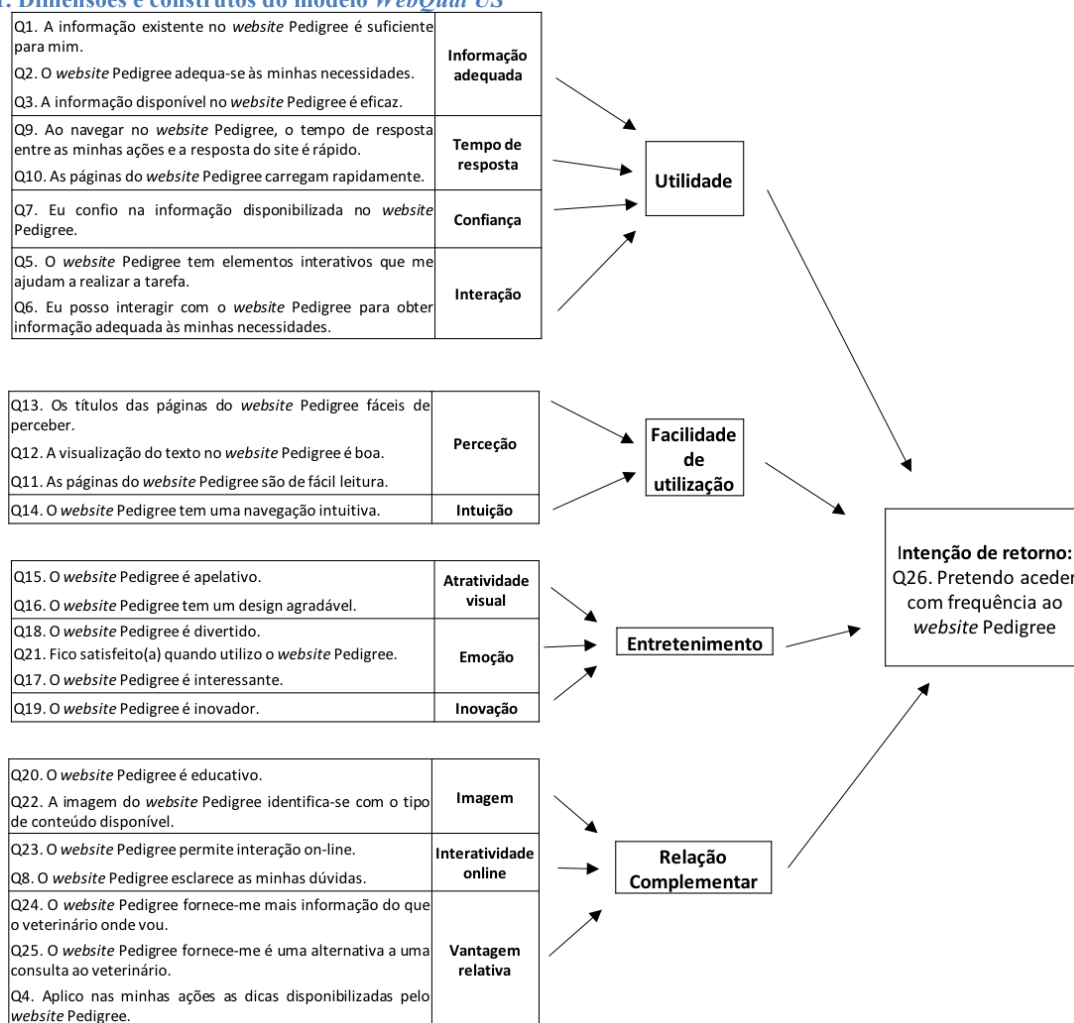 1. Dimensões e construtos do modelo WebQual US
Q1. A informação existente no website Pedigree é suficiente
para mim.
Q2. O website Pedigree adequa-se às minhas necessidades.
Q3. A informação disponível no website Pedigree é eficaz.
Informação
adequada
Q9. Ao navegar no website Pedigree, o tempo de resposta
entre as minhas ações e a resposta do site é rápido.
Q10. As páginas do website Pedigree carregam rapidamente.
Tempo de
resposta
Q7. Eu confio na informação disponibilizada no website
Pedigree.
Confiança
Q5. O website Pedigree tem elementos interativos que me
ajudam a realizar a tarefa.
Q6. Eu posso interagir com o website Pedigree para obter
informação adequada às minhas necessidades.
Interação
Utilidade
Q13. Os títulos das páginas do website Pedigree fáceis de
perceber.
Q12. A visualização do texto no website Pedigree é boa.
Q11. As páginas do website Pedigree são de fácil leitura.
Perceção
Q14. O website Pedigree tem uma navegação intuitiva.
Intuição
Facilidade
de
utilização
Q15. O website Pedigree é apelativo.
Q16. O website Pedigree tem um design agradável.
Atratividade
visual
Q18. O website Pedigree é divertido.
Q21. Fico satisfeito(a) quando utilizo o website Pedigree.
Q17. O website Pedigree é interessante.
Emoção
Q19. O website Pedigree é inovador.
Inovação
Entretenimento
Q20. O website Pedigree é educativo.
Q22. A imagem do website Pedigree identifica-se com o tipo
de conteúdo disponível.
Imagem
Q23. O website Pedigree permite interação on-line.
Q8. O website Pedigree esclarece as minhas dúvidas.
Interatividade
online
Q24. O website Pedigree fornece-me mais informação do que
o veterinário onde vou.
Q25. O website Pedigree fornece-me é uma alternativa a uma
consulta ao veterinário.
Q4. Aplico nas minhas ações as dicas disponibilizadas pelo
website Pedigree.
Vantagem
relativa
Relação
Complementar
Intenção de retorno:
Q26. Pretendo aceder
com frequência ao
website Pedigree